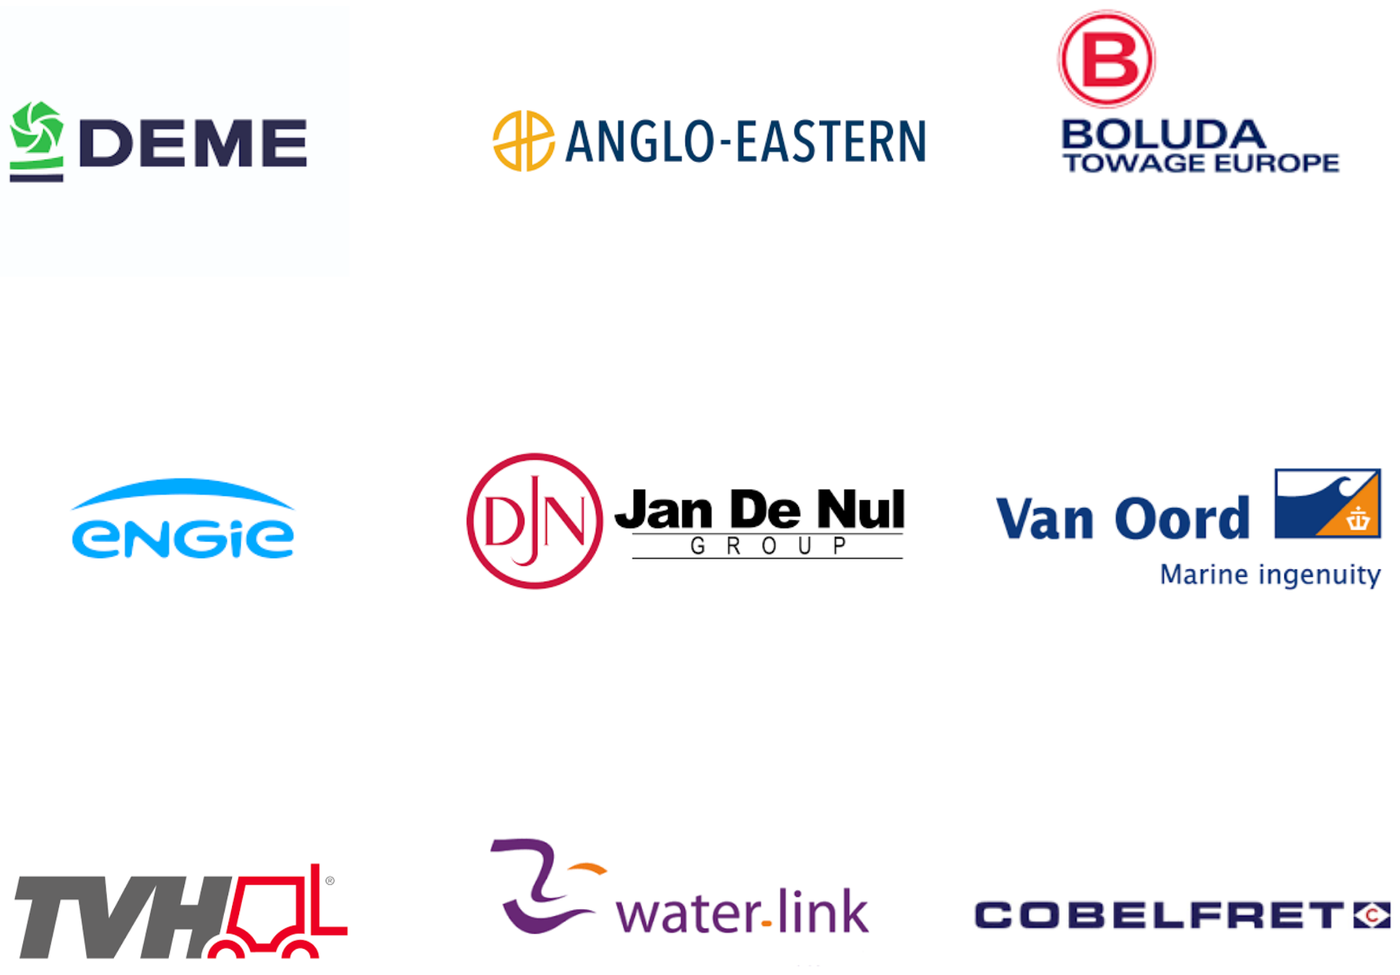 DEME
ANGLO-EASTERN
B
BOLUDA
TOWAGE EUROPE
ENGIE
DJN
Jan De Nul
GROUP
Van Oord
Marine ingenuity
TVH ®
water-link
COBELFRET C